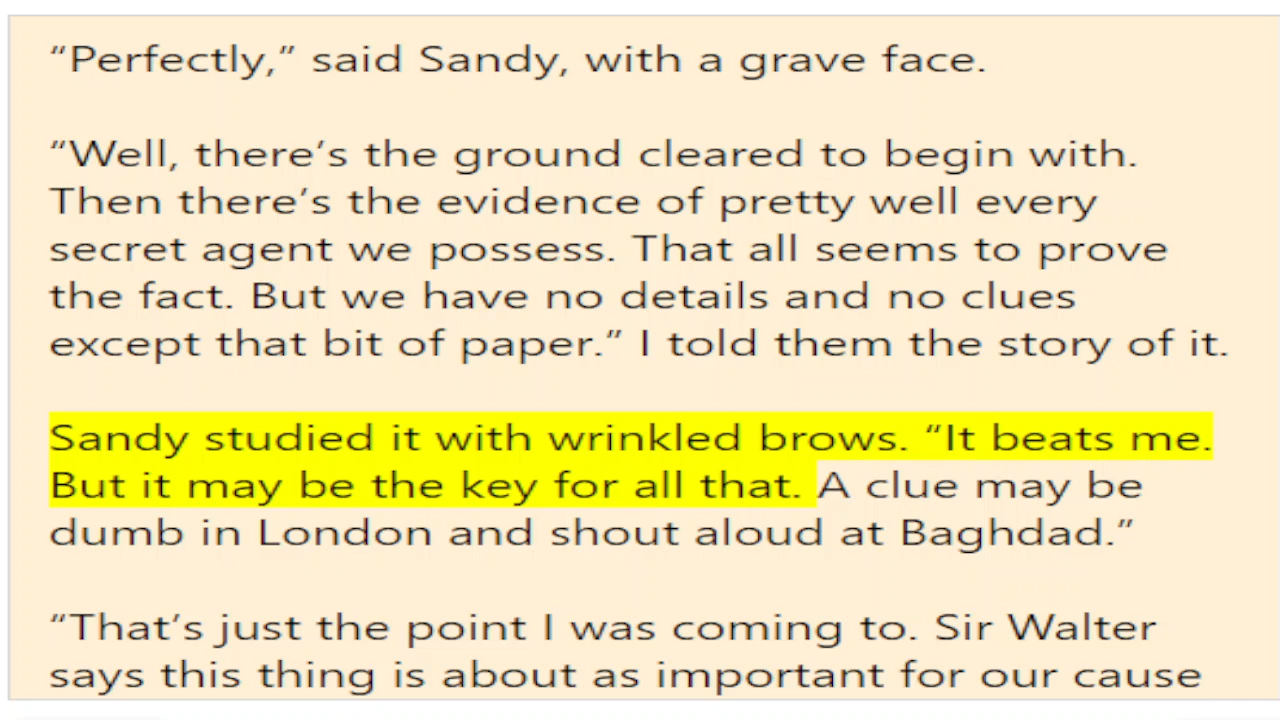 “Perfectly,” said Sandy, with a grave face.
“Well, there’s the ground cleared to begin with.
Then there’s the evidence of pretty well every
secret agent we possess. That all seems to prove
the fact. But we have no details and no clues
except that bit of paper.” I told them the story of it.
Sandy studied it with wrinkled brows. “It beats me.
But it may be the key for all that. A clue may be
dumb in London and shout aloud at Baghdad.”
“That’s just the point I was coming to. Sir Walter
says this thing is about as important for our cause